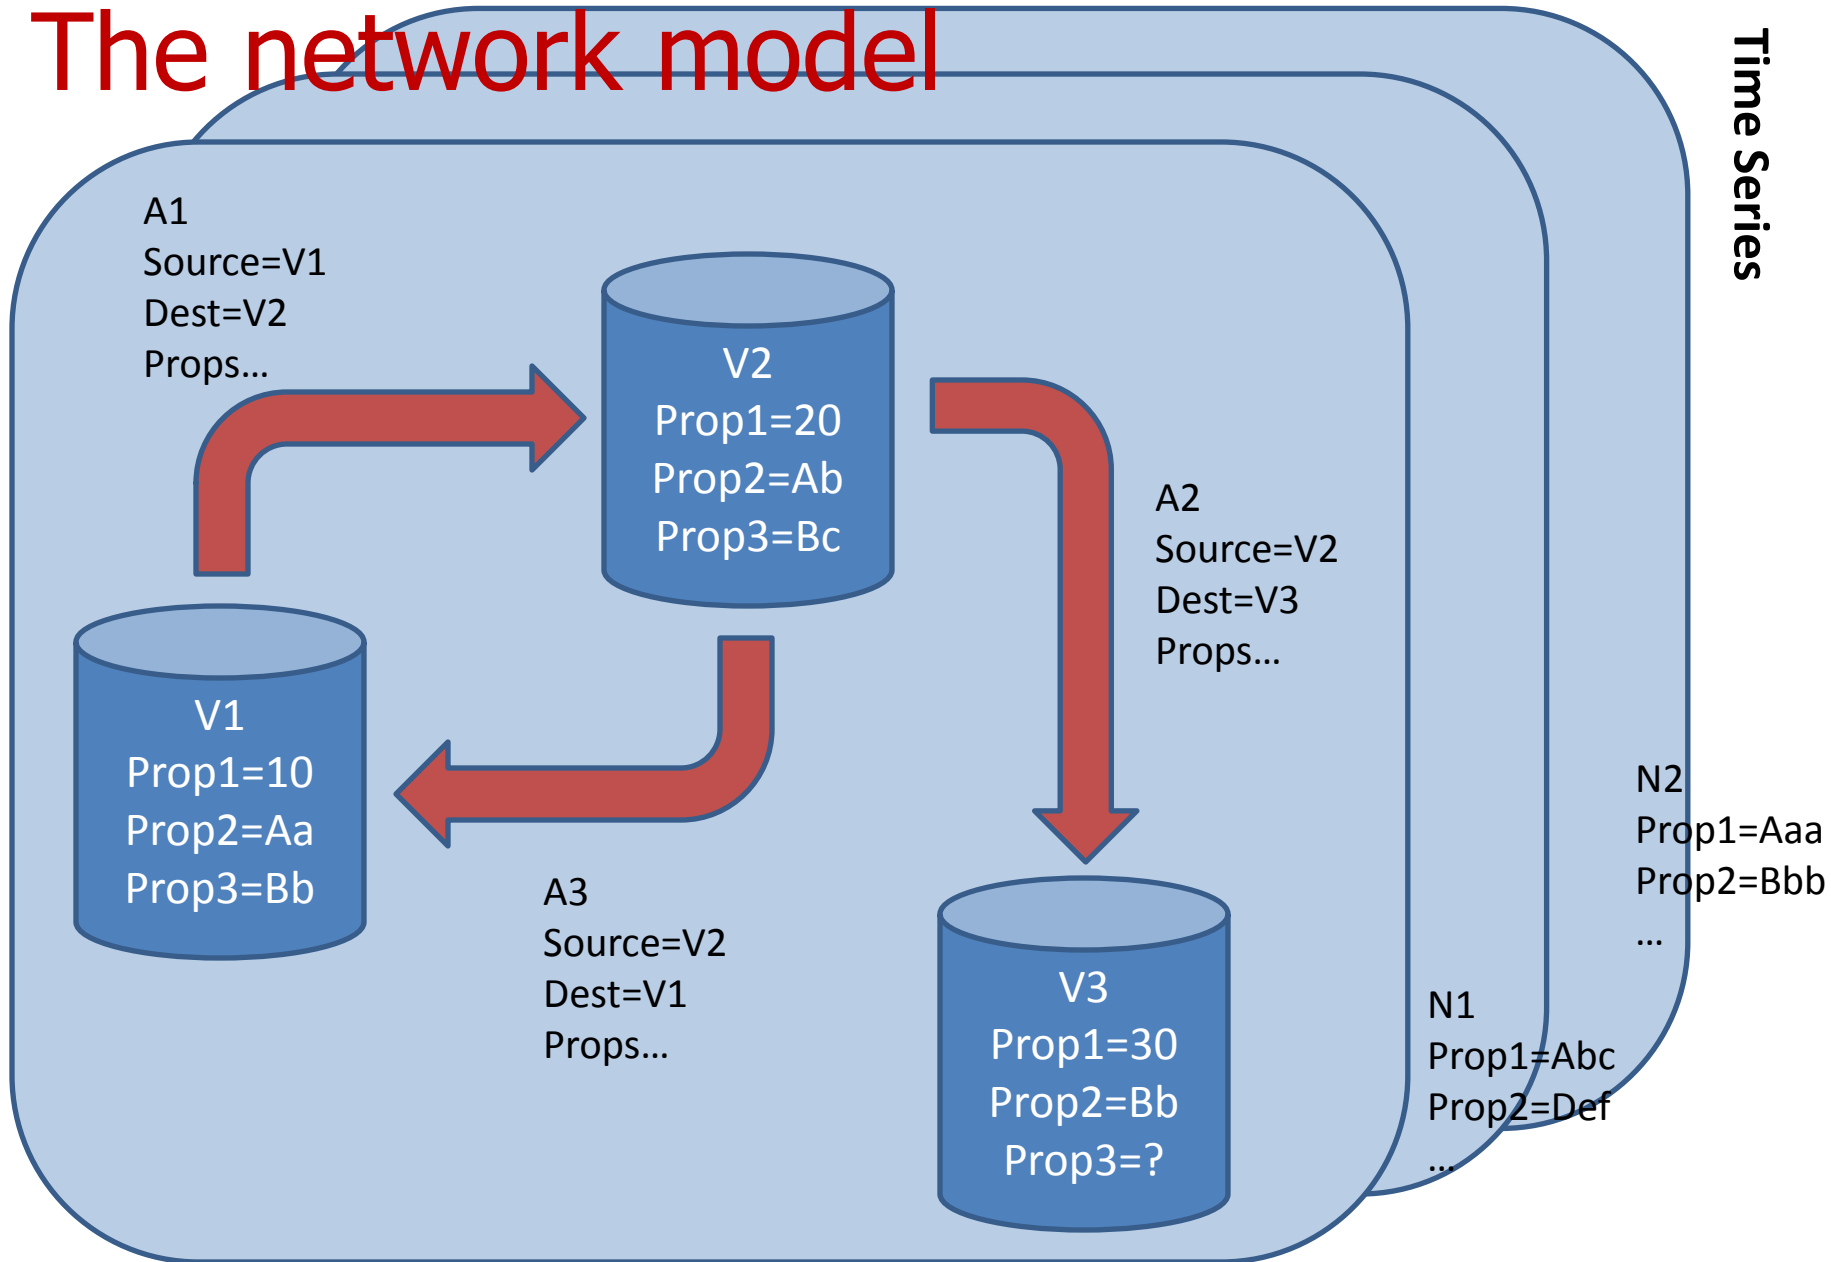 The network model
Time Series
A1
Source=V1
Dest=V2
Props…
V2
Prop1=20
Prop2=Ab
Prop3=Bc
A2
Source=V2
Dest=V3
Props…
V1
Prop1=10
Prop2=Aa
Prop3=Bb
A3
Source=V2
Dest=V1
Props…
V3
Prop1=30
Prop2=Bb
Prop3=?
N1
Prop1=Abc
Prop2=Def
…
N2
Prop1=Aaa
Prop2=Bbb
…